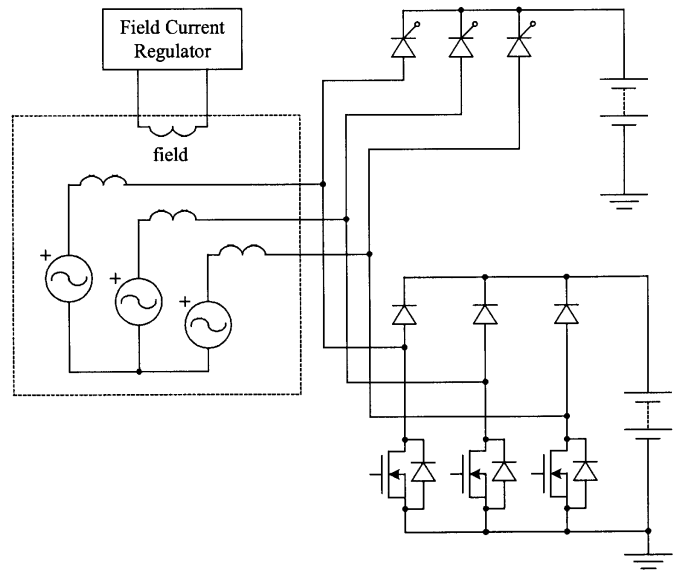 Field Current
Regulator
field
+
+
+